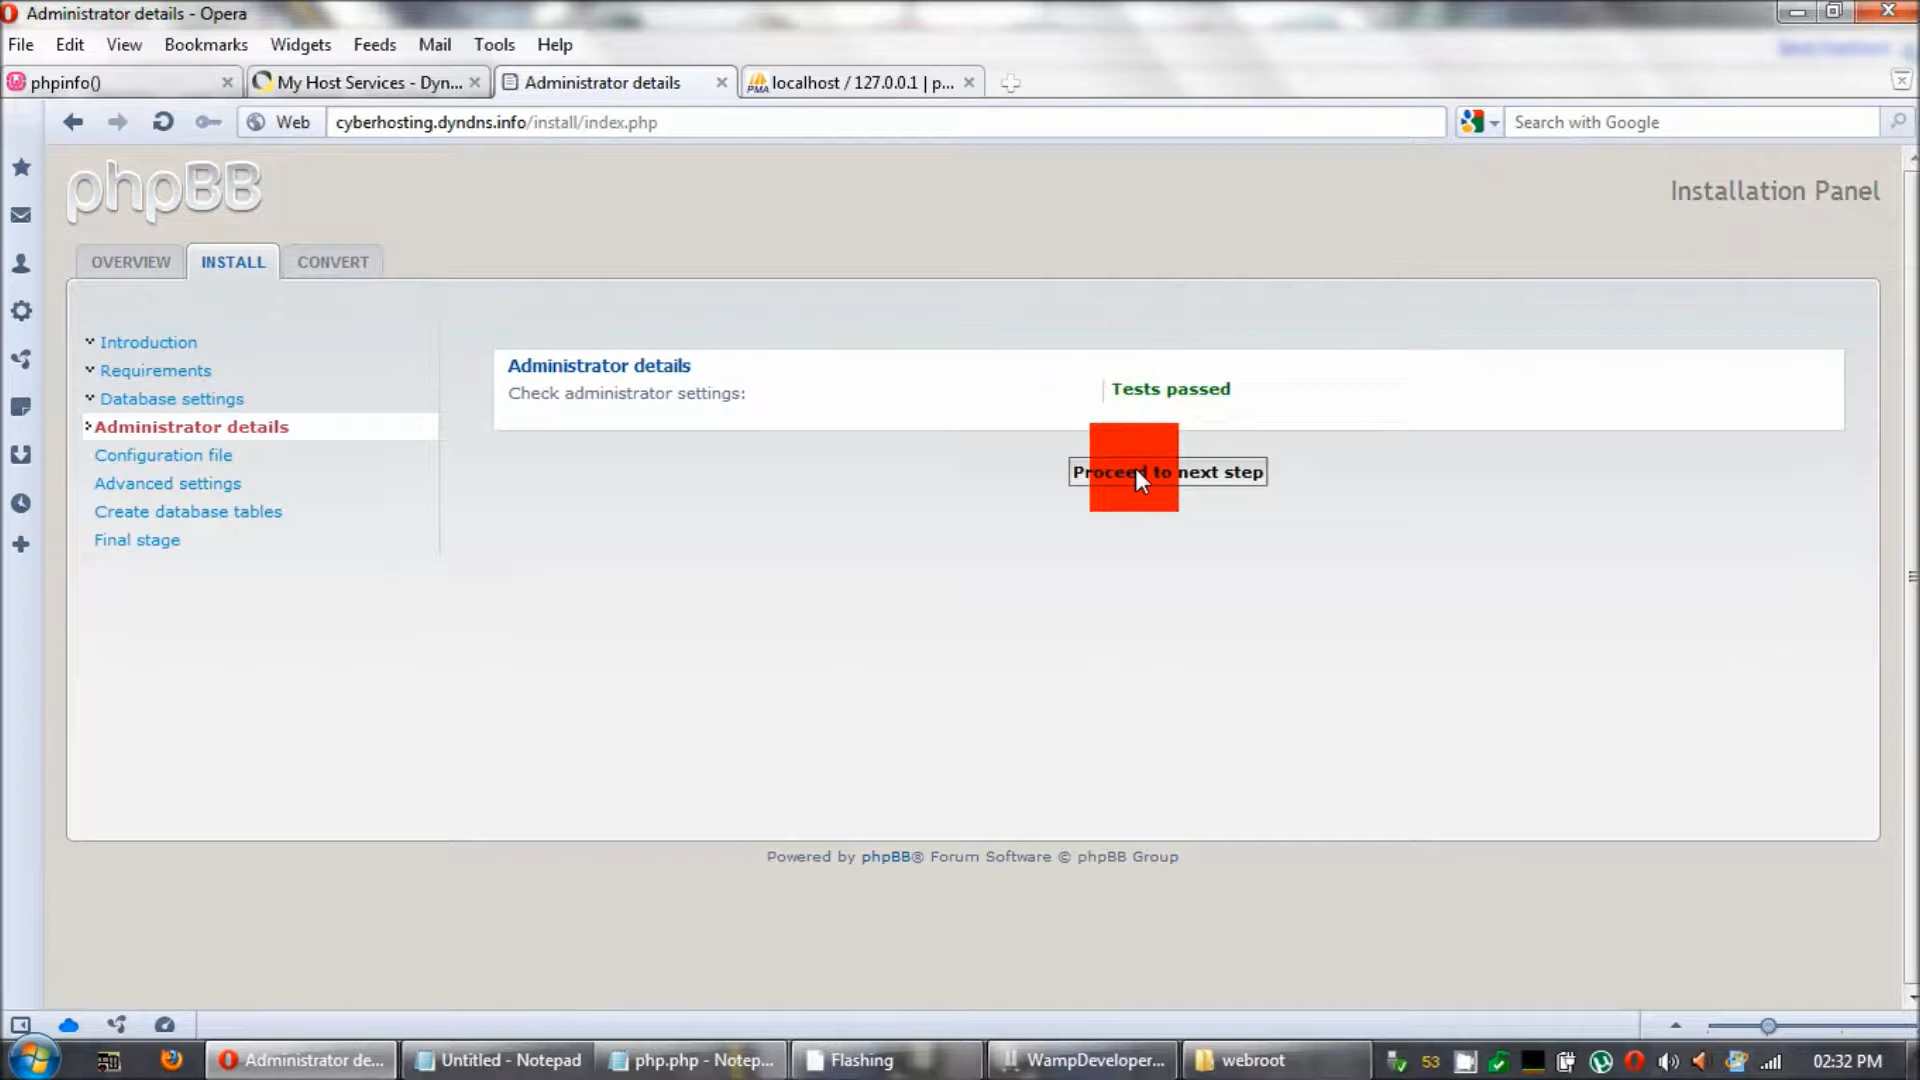 Administrator details - Opera
File Edit View Bookmarks Widgets Feeds Mail Tools Help
phpinfo() My Host Services - Dyn... Administrator details PMA localhost / 127.0.0.1 | p...
Web cyberhosting.dyndns.info/install/index.php Search with Google
phpBB
Installation Panel
OVERVIEW INSTALL CONVERT
Introduction
Requirements
Database settings
Administrator details
Configuration file
Advanced settings
Create database tables
Final stage
Administrator details
Check administrator settings: Tests passed
Proceed to next step
Powered by phpBB® Forum Software © phpBB Group
Administrator de... Untitled - Notepad php.php - Notep... Flashing WampDeveloper... webroot 53 02:32 PM